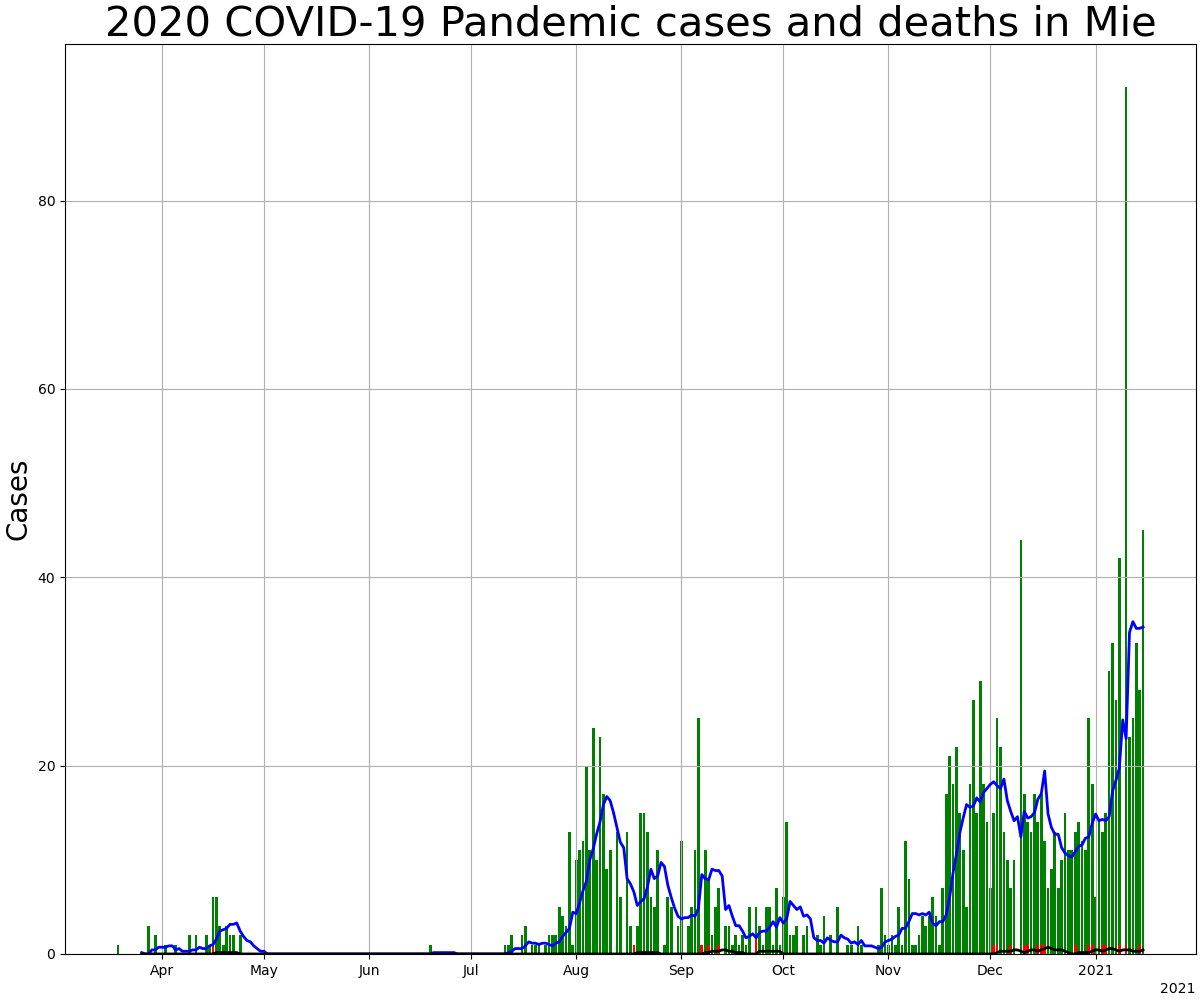 2020 COVID-19 Pandemic cases and deaths in Mie
Cases
80
60
40
20
0
Apr
May
Jun
Jul
Aug
Sep
Oct
Nov
Dec
2021
2021